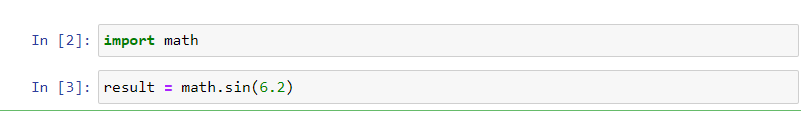 In [2]: import math
In [3]: result = math.sin(6.2)